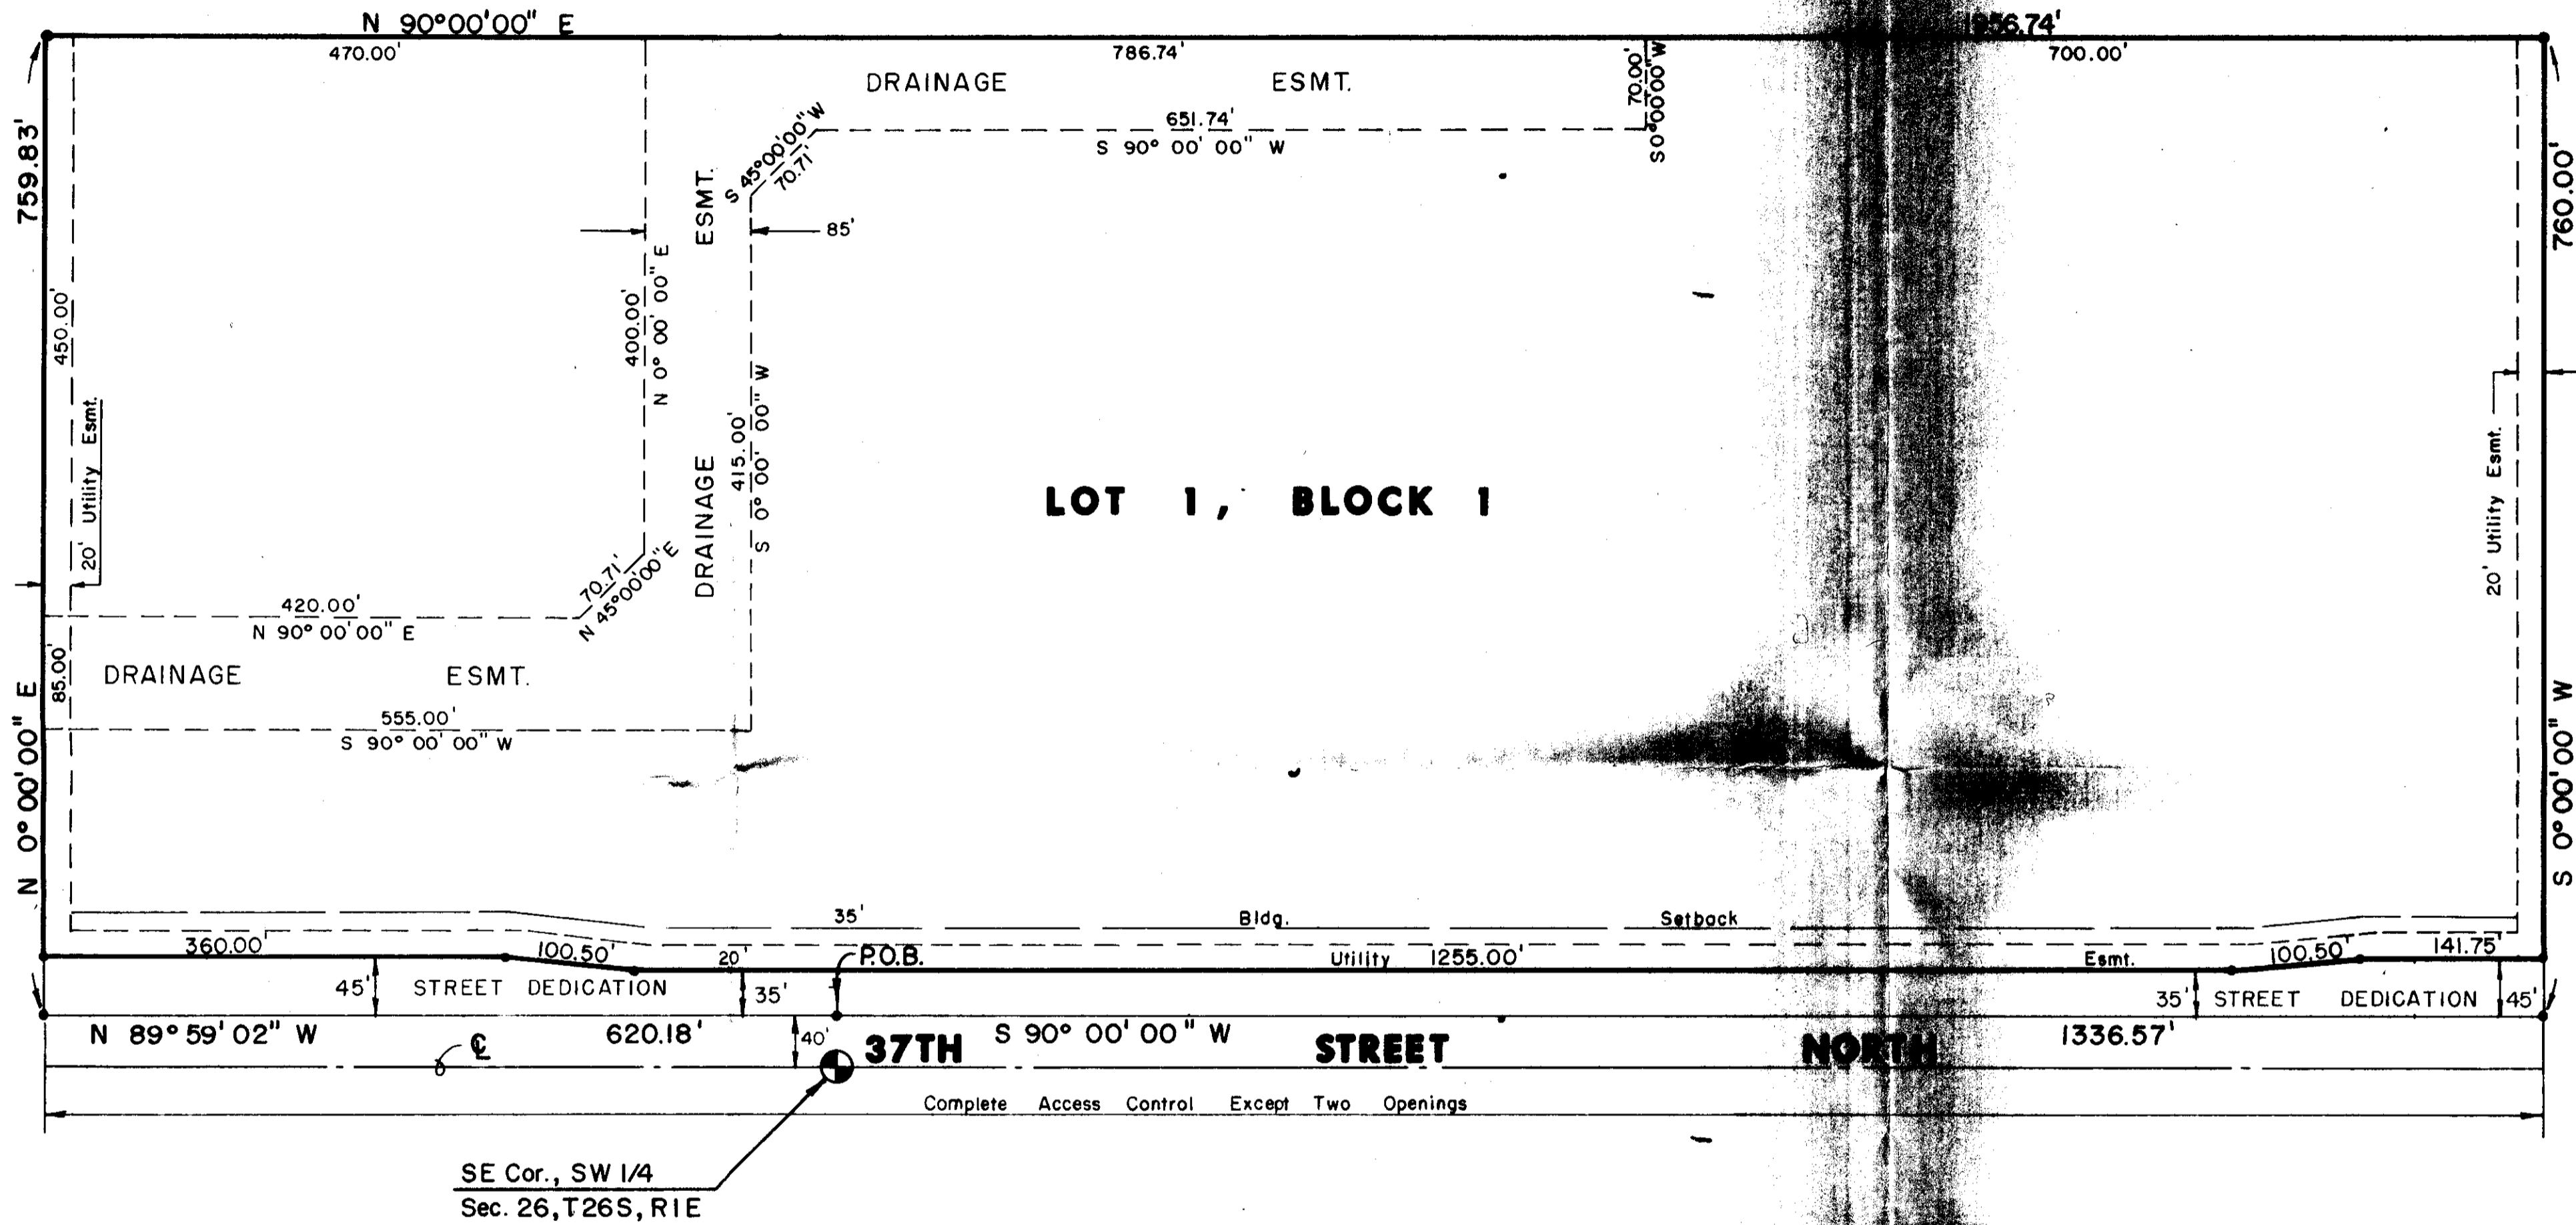 N 90°00'00" E
1956.74'
470.00'
786.74'
700.00'
DRAINAGE ESMT.
70.00'
S 0°00'00" W
651.74'
S 90° 00' 00" W
S 45°00'00" W
70.71'
759.83'
N 0° 00' 00" E
760.00'
S 0° 00' 00" W
85'
DRAINAGE ESMT.
400.00'
N 0° 00' 00" E
415.00'
S 0° 00' 00" W
450.00'
20' Utility Esmt.
20' Utility Esmt.
LOT 1, BLOCK 1
70.71'
N 45°00'00" E
420.00'
N 90° 00' 00" E
85.00'
DRAINAGE ESMT.
555.00'
S 90° 00' 00" W
35' Bldg. Setback
360.00'
100.50'
20' Utility Esmt.
P.O.B.
1255.00'
100.50'
141.75'
45' STREET DEDICATION 35'
35' STREET DEDICATION 45'
N 89° 59' 02" W 620.18'
S 90° 00' 00" W 1336.57'
℄
40'
37TH STREET NORTH
Complete Access Control Except Two Openings
SE Cor., SW 1/4
Sec. 26, T26S, R1E